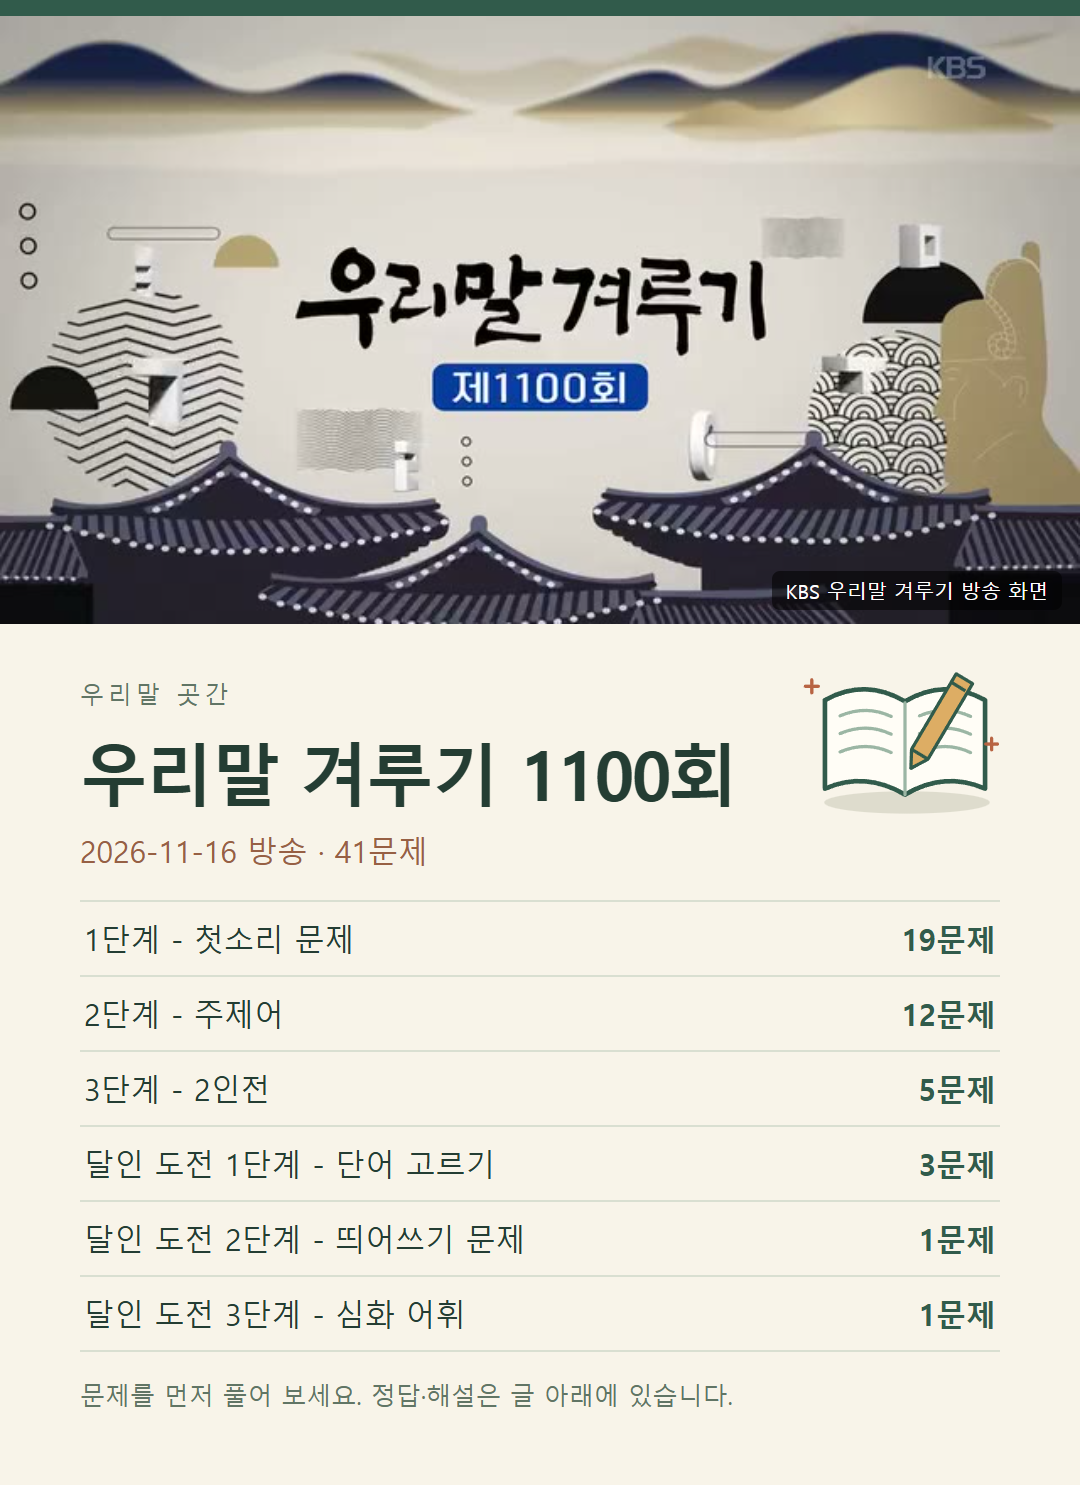 KBS
우리말 겨루기
제1100회
KBS 우리말 겨루기 방송 화면
우리말 곳간
우리말 겨루기 1100회
2026-11-16 방송 · 41문제
1단계 - 첫소리 문제 19문제
2단계 - 주제어 12문제
3단계 - 2인전 5문제
달인 도전 1단계 - 단어 고르기 3문제
달인 도전 2단계 - 띄어쓰기 문제 1문제
달인 도전 3단계 - 심화 어휘 1문제
문제를 먼저 풀어 보세요. 정답·해설은 글 아래에 있습니다.